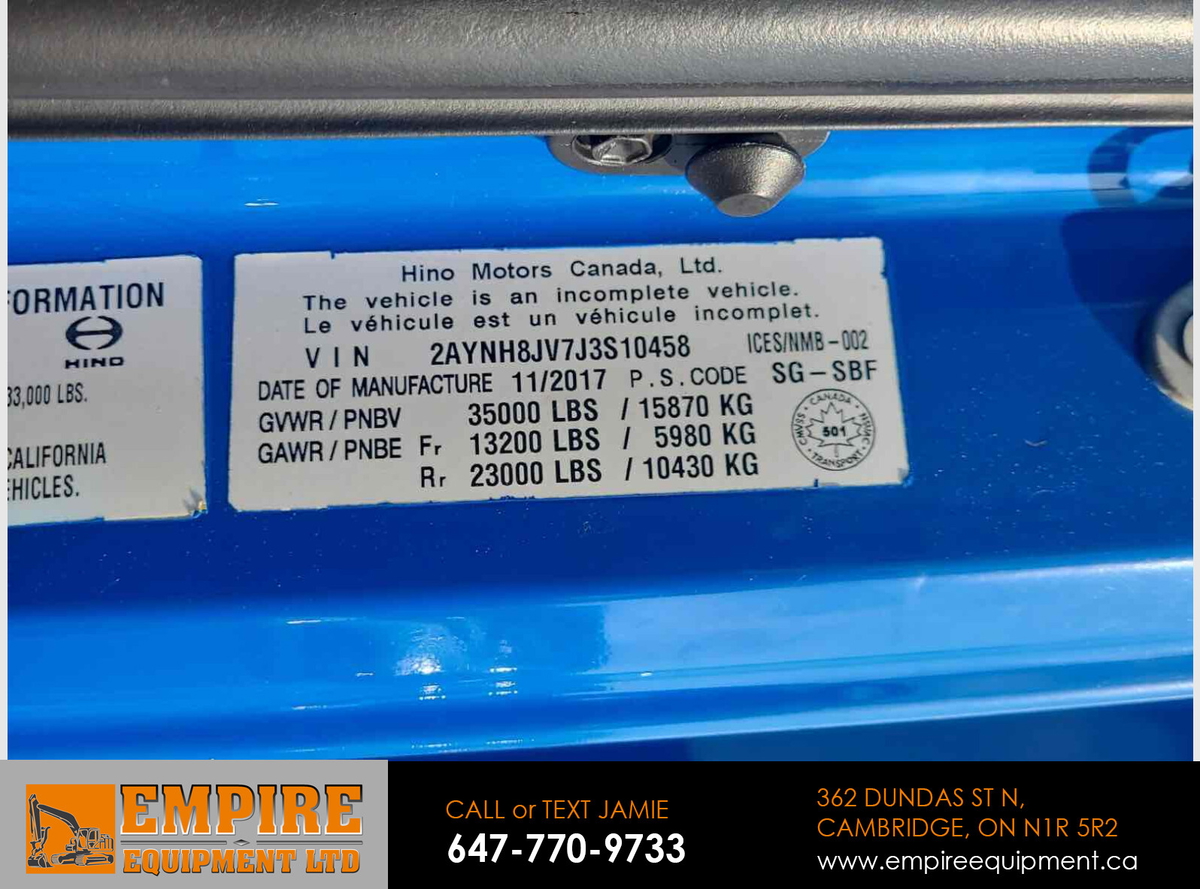 FORMATION
HINO
33,000 LBS.
CALIFORNIA
EHICLES.
Hino Motors Canada, Ltd.
The vehicle is an incomplete vehicle.
Le véhicule est un véhicule incomplet.
VIN 2AYNH8JV7J3S10458 ICES/NMB-002
DATE OF MANUFACTURE 11/2017 P.S.CODE SG-SBF
GVWR / PNBV 35000 LBS / 15870 KG
GAWR / PNBE Fr 13200 LBS / 5980 KG
Rr 23000 LBS / 10430 KG
CANADA
CMVSS 501 NSVAC
TRANSPORT
EMPIRE
EQUIPMENT LTD
CALL or TEXT JAMIE
647-770-9733
362 DUNDAS ST N,
CAMBRIDGE, ON N1R 5R2
www.empireequipment.ca